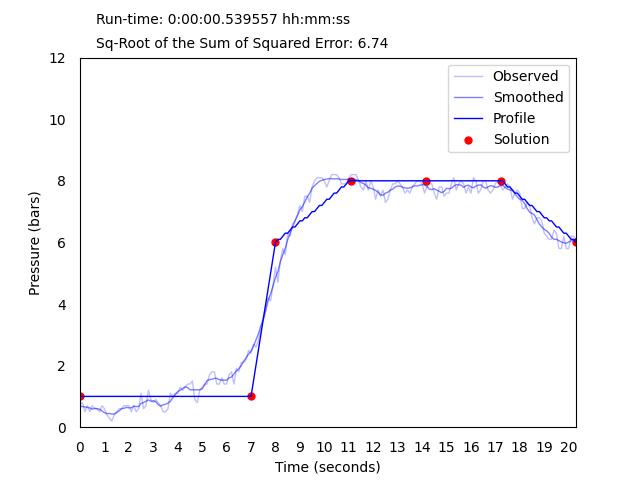 Run-time: 0:00:00.539557 hh:mm:ss
Sq-Root of the Sum of Squared Error: 6.74
12
10
8
6
4
2
0
Pressure (bars)
Observed
Smoothed
Profile
Solution
0 1 2 3 4 5 6 7 8 9 10 11 12 13 14 15 16 17 18 19 20
Time (seconds)